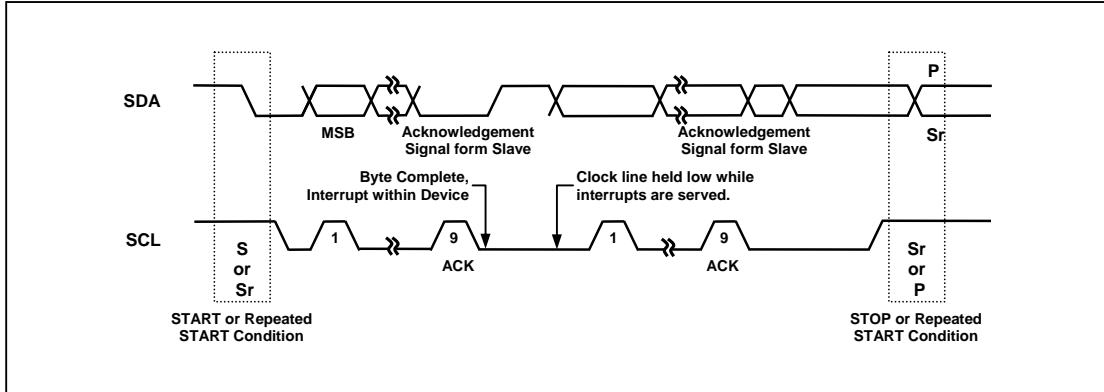 P
SDA
MSB
Acknowledgement
Signal form Slave
Acknowledgement
Signal form Slave
Sr
Byte Complete,
Interrupt within Device
Clock line held low while
interrupts are served.
SCL
S
or
Sr
1
9
ACK
1
9
ACK
Sr
or
P
START or Repeated
START Condition
STOP or Repeated
START Condition